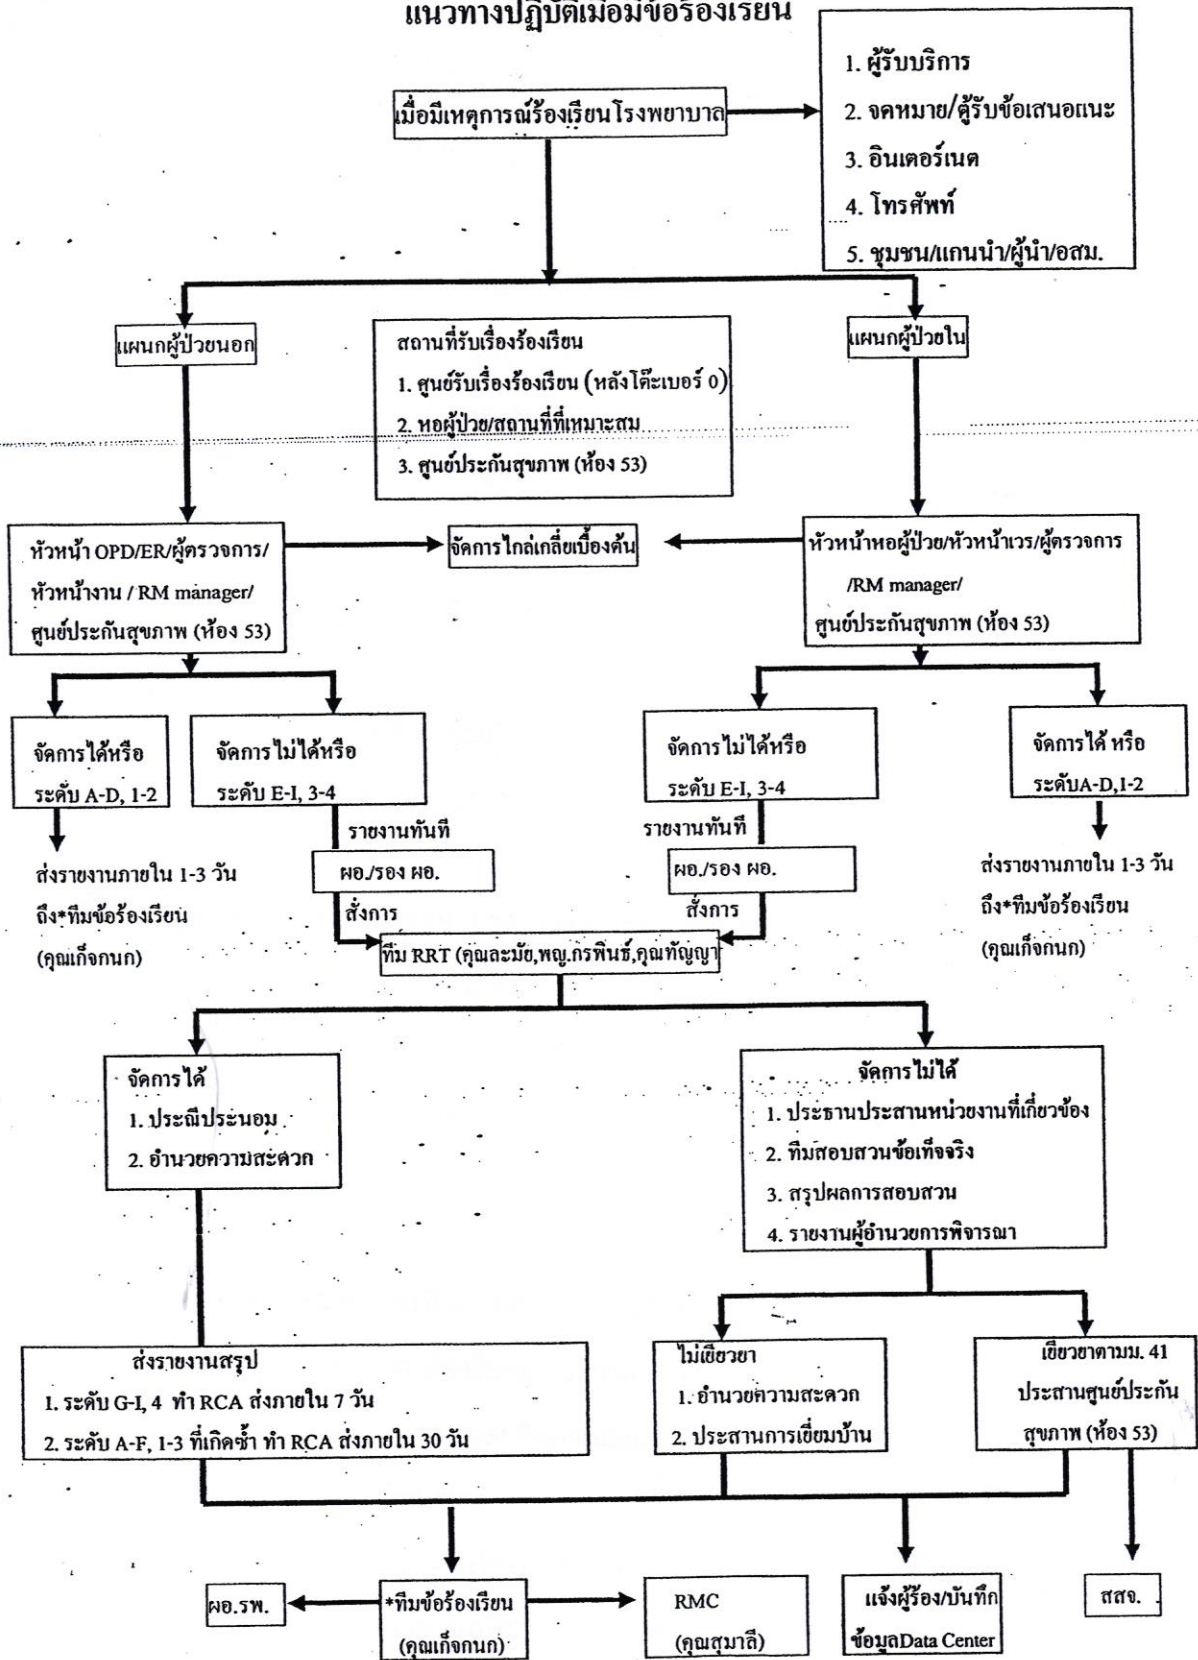 แนวทางปฏิบัติเมื่อมีข้อร้องเรียน
เมื่อมีเหตุการณ์ร้องเรียนโรงพยาบาล
1. ผู้รับบริการ
2. จดหมาย/ตู้รับข้อเสนอแนะ
3. อินเตอร์เนต
4. โทรศัพท์
5. ชุมชน/แกนนำ/ผู้นำ/อสม.
แผนกผู้ป่วยนอก
สถานที่รับเรื่องร้องเรียน
1. ศูนย์รับเรื่องร้องเรียน (หลังโต๊ะเบอร์ 0)
2. หอผู้ป่วย/สถานที่ที่เหมาะสม
3. ศูนย์ประกันสุขภาพ (ห้อง 53)
แผนกผู้ป่วยใน
หัวหน้า OPD/ER/ผู้ตรวจการ/
หัวหน้างาน / RM manager/
ศูนย์ประกันสุขภาพ (ห้อง 53)
จัดการไกล่เกลี่ยเบื้องต้น
หัวหน้าหอผู้ป่วย/หัวหน้าเวร/ผู้ตรวจการ
/RM manager/
ศูนย์ประกันสุขภาพ (ห้อง 53)
จัดการได้หรือ
ระดับ A-D, 1-2
จัดการไม่ได้หรือ
ระดับ E-I, 3-4
จัดการไม่ได้หรือ
ระดับ E-I, 3-4
จัดการได้ หรือ
ระดับA-D,1-2
ส่งรายงานภายใน 1-3 วัน
ถึง*ทีมข้อร้องเรียน
(คุณเก็จกนก)
รายงานทันที
ผอ./รอง ผอ.
สั่งการ
รายงานทันที
ผอ./รอง ผอ.
สั่งการ
ส่งรายงานภายใน 1-3 วัน
ถึง*ทีมข้อร้องเรียน
(คุณเก็จกนก)
ทีม RRT (คุณละมัย,พญ.กรพินธ์,คุณทัญญา
จัดการได้
1. ประณีประนอม
2. อำนวยความสะดวก
จัดการไม่ได้
1. ประธานประสานหน่วยงานที่เกี่ยวข้อง
2. ทีมสอบสวนข้อเท็จจริง
3. สรุปผลการสอบสวน
4. รายงานผู้อำนวยการพิจารณา
ส่งรายงานสรุป
1. ระดับ G-I, 4 ทำ RCA ส่งภายใน 7 วัน
2. ระดับ A-F, 1-3 ที่เกิดซ้ำ ทำ RCA ส่งภายใน 30 วัน
ไม่เยียวยา
1. อำนวยความสะดวก
2. ประสานการเยี่ยมบ้าน
เยียวยาตามม. 41
ประสานศูนย์ประกัน
สุขภาพ (ห้อง 53)
ผอ.รพ.
*ทีมข้อร้องเรียน
(คุณเก็จกนก)
RMC
(คุณสุมาลี)
แจ้งผู้ร้อง/บันทึก
ข้อมูลData Center
สสจ.